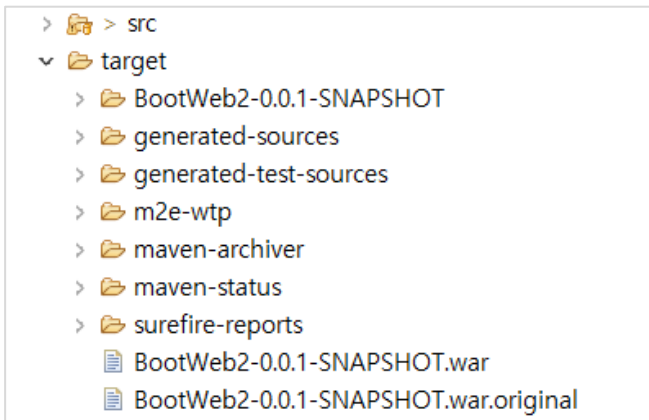 > src
target
BootWeb2-0.0.1-SNAPSHOT
generated-sources
generated-test-sources
m2e-wtp
maven-archiver
maven-status
surefire-reports
BootWeb2-0.0.1-SNAPSHOT.war
BootWeb2-0.0.1-SNAPSHOT.war.original